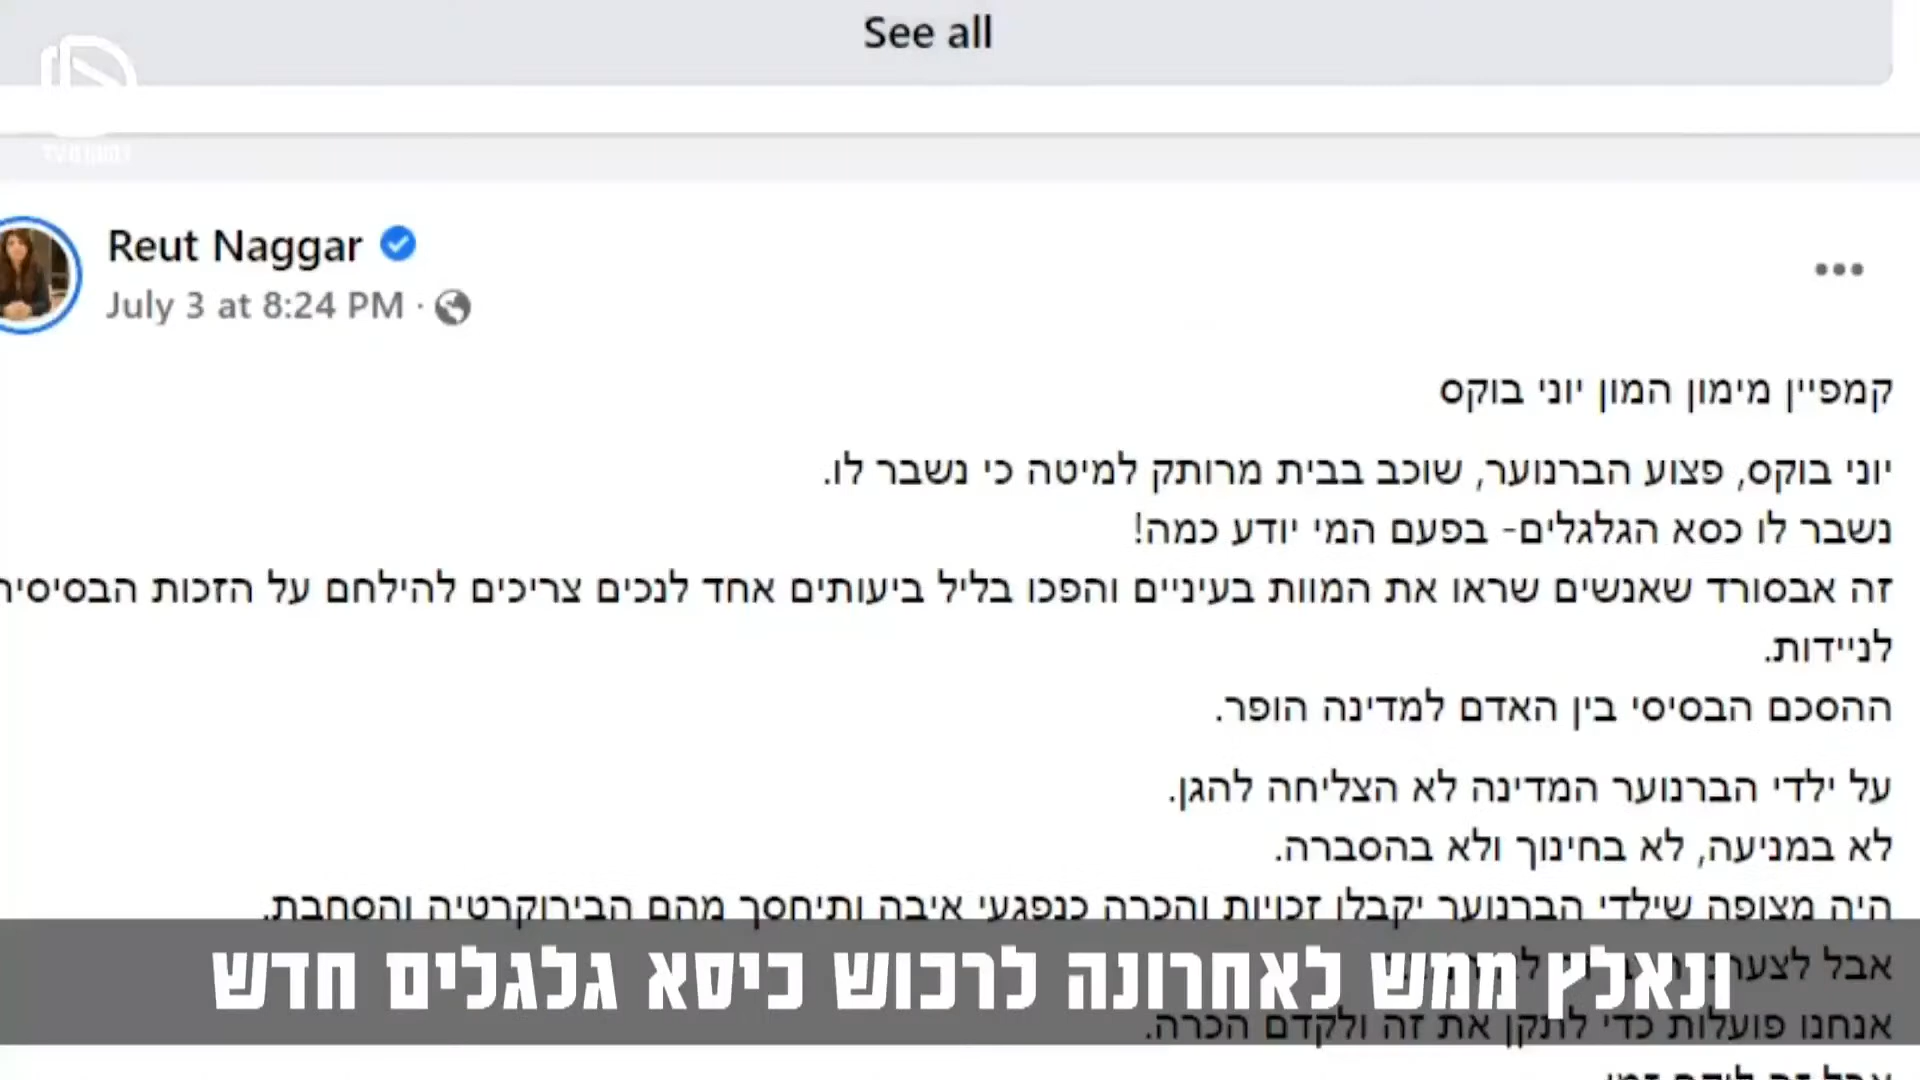 See all
Reut Naggar
July 3 at 8:24 PM ·
קמפיין מימון המון יוני בוקס
יוני בוקס, פצוע הברנוער, שוכב בבית מרותק למיטה כי נשבר לו.
נשבר לו כסא הגלגלים- בפעם המי יודע כמה!
זה אבסורד שאנשים שראו את המוות בעיניים והפכו בליל ביעותים אחד לנכים צריכים להילחם על הזכות
לניידות.
ההסכם הבסיסי בין האדם למדינה הופר.
על ילדי הברנוער המדינה לא הצליחה להגן.
לא במניעה, לא בחינוך ולא בהסברה.
היה מצופה שילדי הברנוער יקבלו זכויות והכרה כנפגעי איבה ותיחסך מהם הבירוקרטיה והסחבת.
אבל
אנחנו פועלות כדי לתקן את זה ולקדם הכרה.
ונאלץ ממש לאחרונה לרכוש כיסא גלגלים חדש